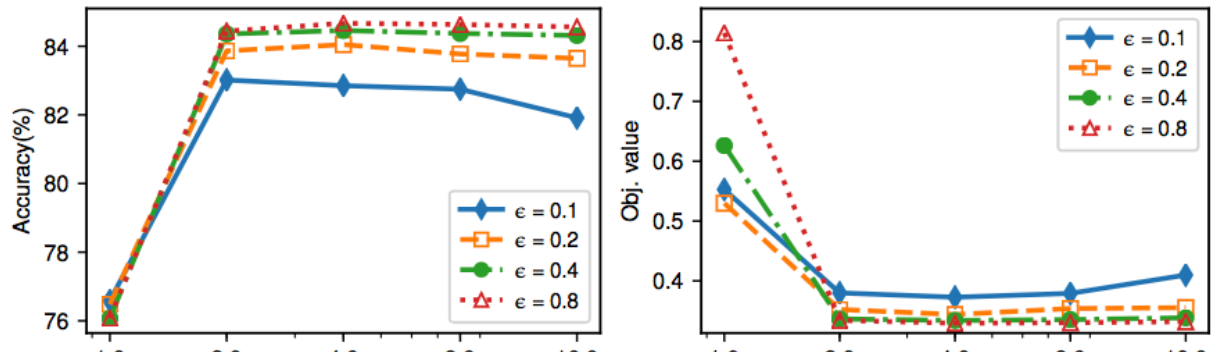 Accuracy(%)
84
82
80
78
76
ϵ = 0.1
ϵ = 0.2
ϵ = 0.4
ϵ = 0.8
Obj. value
0.8
0.7
0.6
0.5
0.4
ϵ = 0.1
ϵ = 0.2
ϵ = 0.4
ϵ = 0.8